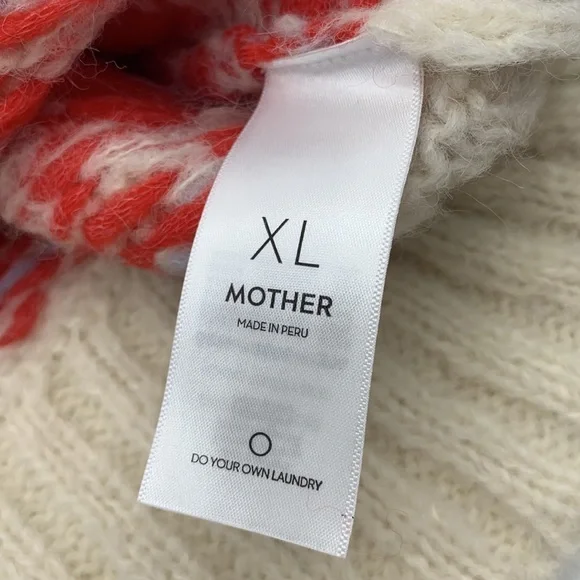 XL
MOTHER
MADE IN PERU
DO YOUR OWN LAUNDRY